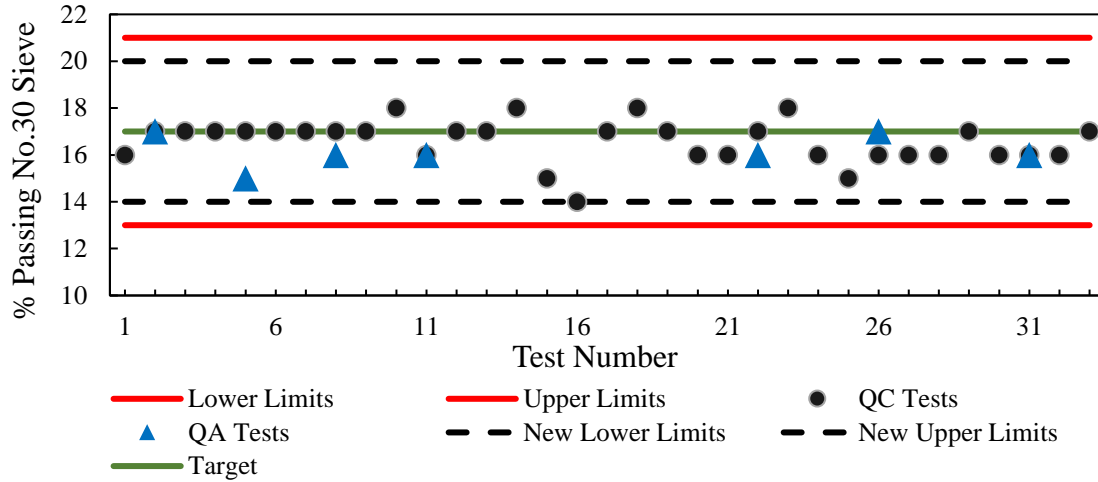 % Passing No.30 Sieve
22
20
18
16
14
12
10
1 6 11 16 21 26 31
Test Number
Lower Limits Upper Limits QC Tests
QA Tests New Lower Limits New Upper Limits
Target